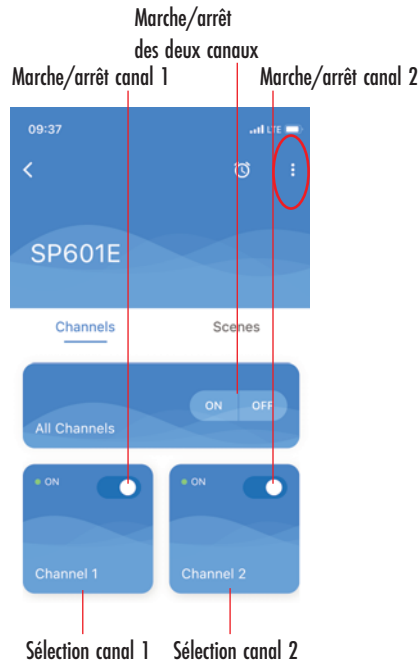 Marche/arrêt
des deux canaux
Marche/arrêt canal 1
Marche/arrêt canal 2
09:37
LTE
SP601E
Channels
Scenes
ON
OFF
All Channels
ON
ON
Channel 1
Channel 2
Sélection canal 1
Sélection canal 2